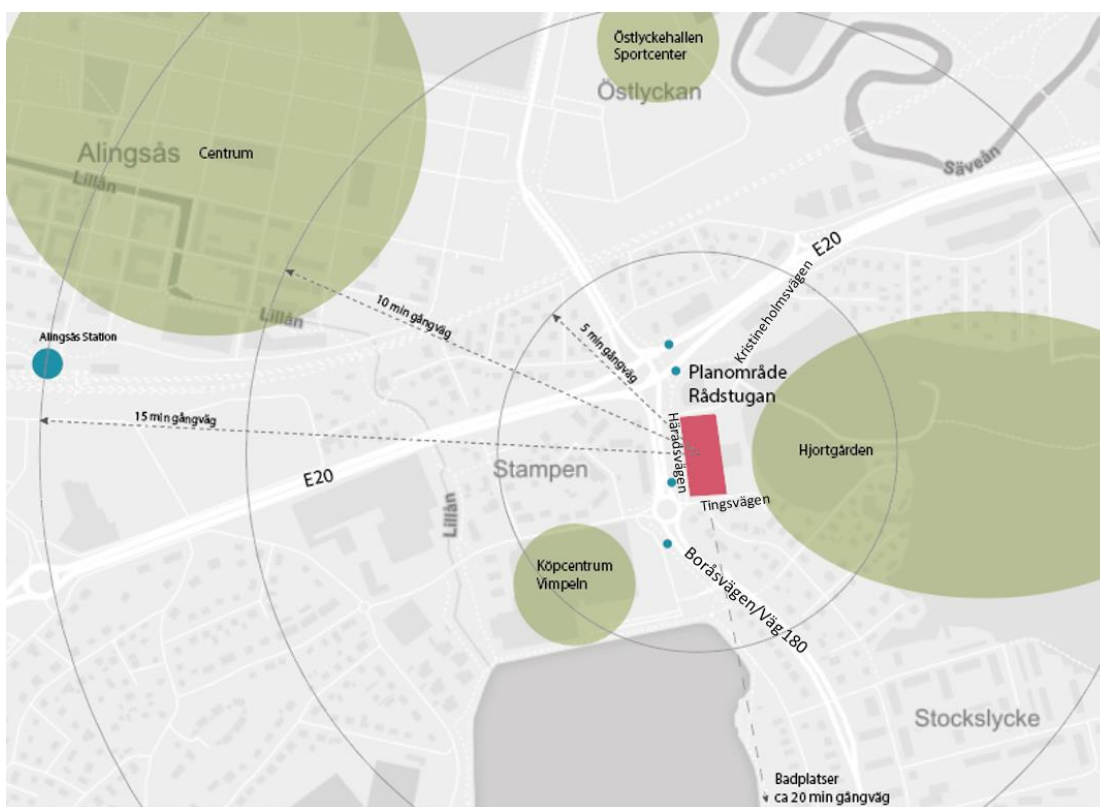 Östlyckehallen
Sportcenter
Östlyckan
Alingsås
Centrum
Lillån
Säveån
E20
Kristineholmsvägen
Lillån
10 min gångväg
5 min gångväg
Alingsås Station
Planområde
Rådstugan
15 min gångväg
Häradsvägen
Hjortgården
Stampen
E20
Tingsvägen
Lillån
Köpcentrum
Vimpeln
Boråsvägen/Väg 180
Stockslycke
Badplatser
ca 20 min gångväg